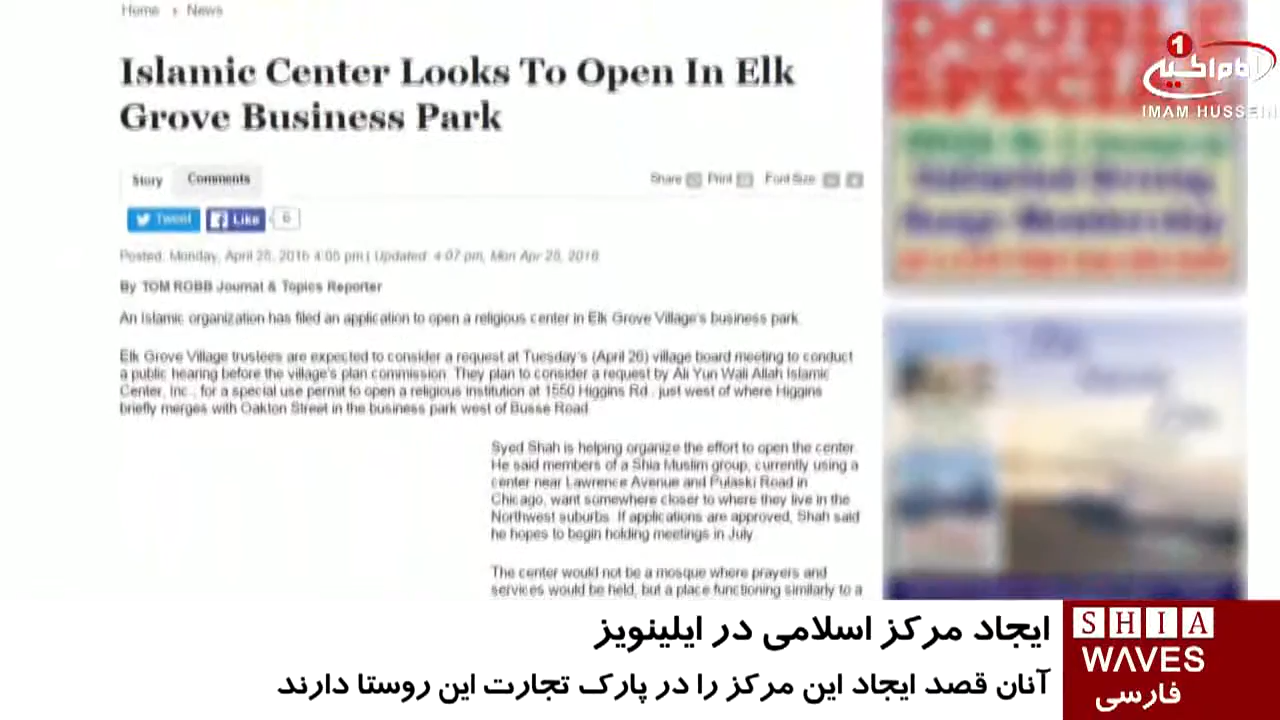 Home › News
Islamic Center Looks To Open In Elk
Grove Business Park
Story
Comments
Share
Print
Font Size
Tweet
Like
6
Posted: Monday, April 25, 2016 4:05 pm | Updated: 4:07 pm, Mon Apr 25, 2016.
By TOM ROBB Journal & Topics Reporter
An Islamic organization has filed an application to open a religious center in Elk Grove Village's business park.
Elk Grove Village trustees are expected to consider a request at Tuesday's (April 26) village board meeting to conduct
a public hearing before the village's plan commission. They plan to consider a request by Ali Yun Wali Allah Islamic
Center, Inc., for a special use permit to open a religious institution at 1550 Higgins Rd., just west of where Higgins
briefly merges with Oakton Street in the business park west of Busse Road.
Syed Shah is helping organize the effort to open the center.
He said members of a Shia Muslim group, currently using a
center near Lawrence Avenue and Pulaski Road in
Chicago, want somewhere closer to where they live in the
Northwest suburbs. If applications are approved, Shah said
he hopes to begin holding meetings in July.
The center would not be a mosque where prayers and
services would be held, but a place functioning similarly to a
DOUBLE
SPECIAL
1
IMAM HUSSEIN
ایجاد مرکز اسلامی در ایلینویز
آنان قصد ایجاد این مرکز را در پارک تجارت این روستا دارند
SHIA
WAVES
فارسی